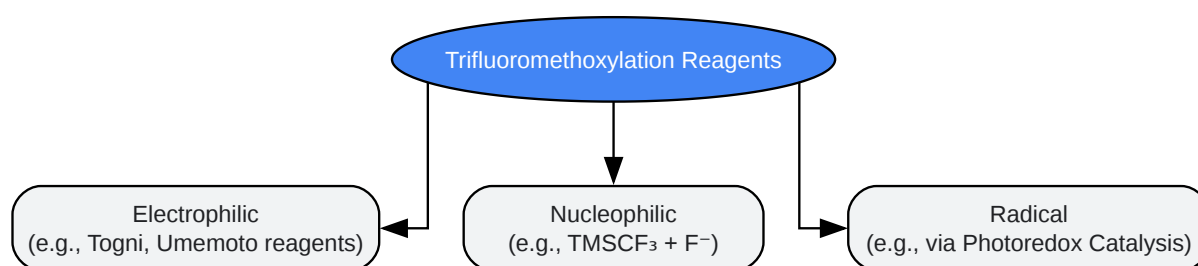 Trifluoromethoxylation Reagents
Electrophilic
(e.g., Togni, Umemoto reagents)
Nucleophilic
(e.g., TMSCF₃ + F⁻)
Radical
(e.g., via Photoredox Catalysis)